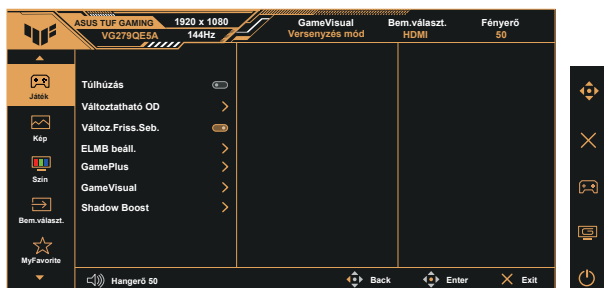 ASUS TUF GAMING 1920 x 1080 GameVisual Bem.választ. Fényerő
VG279QE5A 144Hz Versenyzés mód HDMI 50
Játék
Kép
Szín
Bem.választ.
MyFavorite
Túlhúzás
Változtatható OD
Változ.Friss.Seb.
ELMB beáll.
GamePlus
GameVisual
Shadow Boost
Hangerő 50 Back Enter Exit